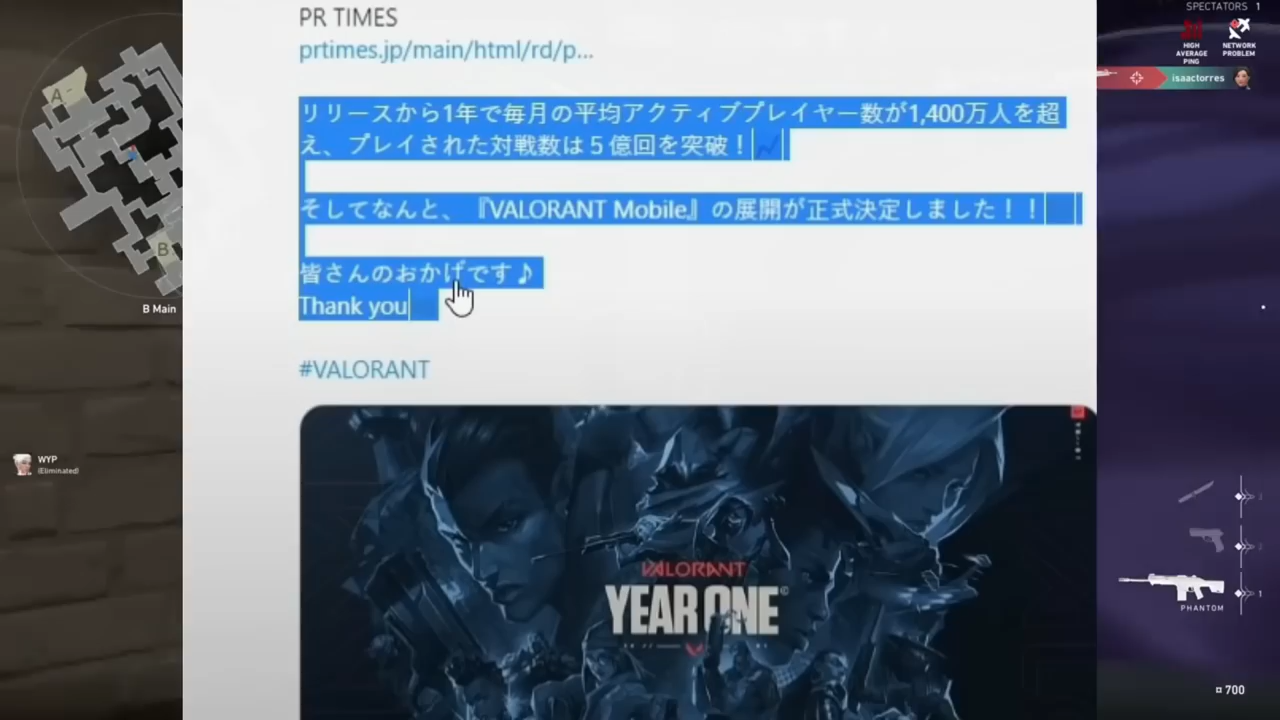 PR TIMES
prtimes.jp/main/html/rd/p...
リリースから1年で毎月の平均アクティブプレイヤー数が1,400万人を超
え、プレイされた対戦数は５億回を突破！
そしてなんと、『VALORANT Mobile』の展開が正式決定しました！！
皆さんのおかげです♪
Thank you
#VALORANT
VALORANT
YEAR ONE
A
B
B Main
WYP
(Eliminated)
SPECTATORS 1
HIGH
AVERAGE
PING
NETWORK
PROBLEM
isaactorres
2
1
PHANTOM
¤ 700